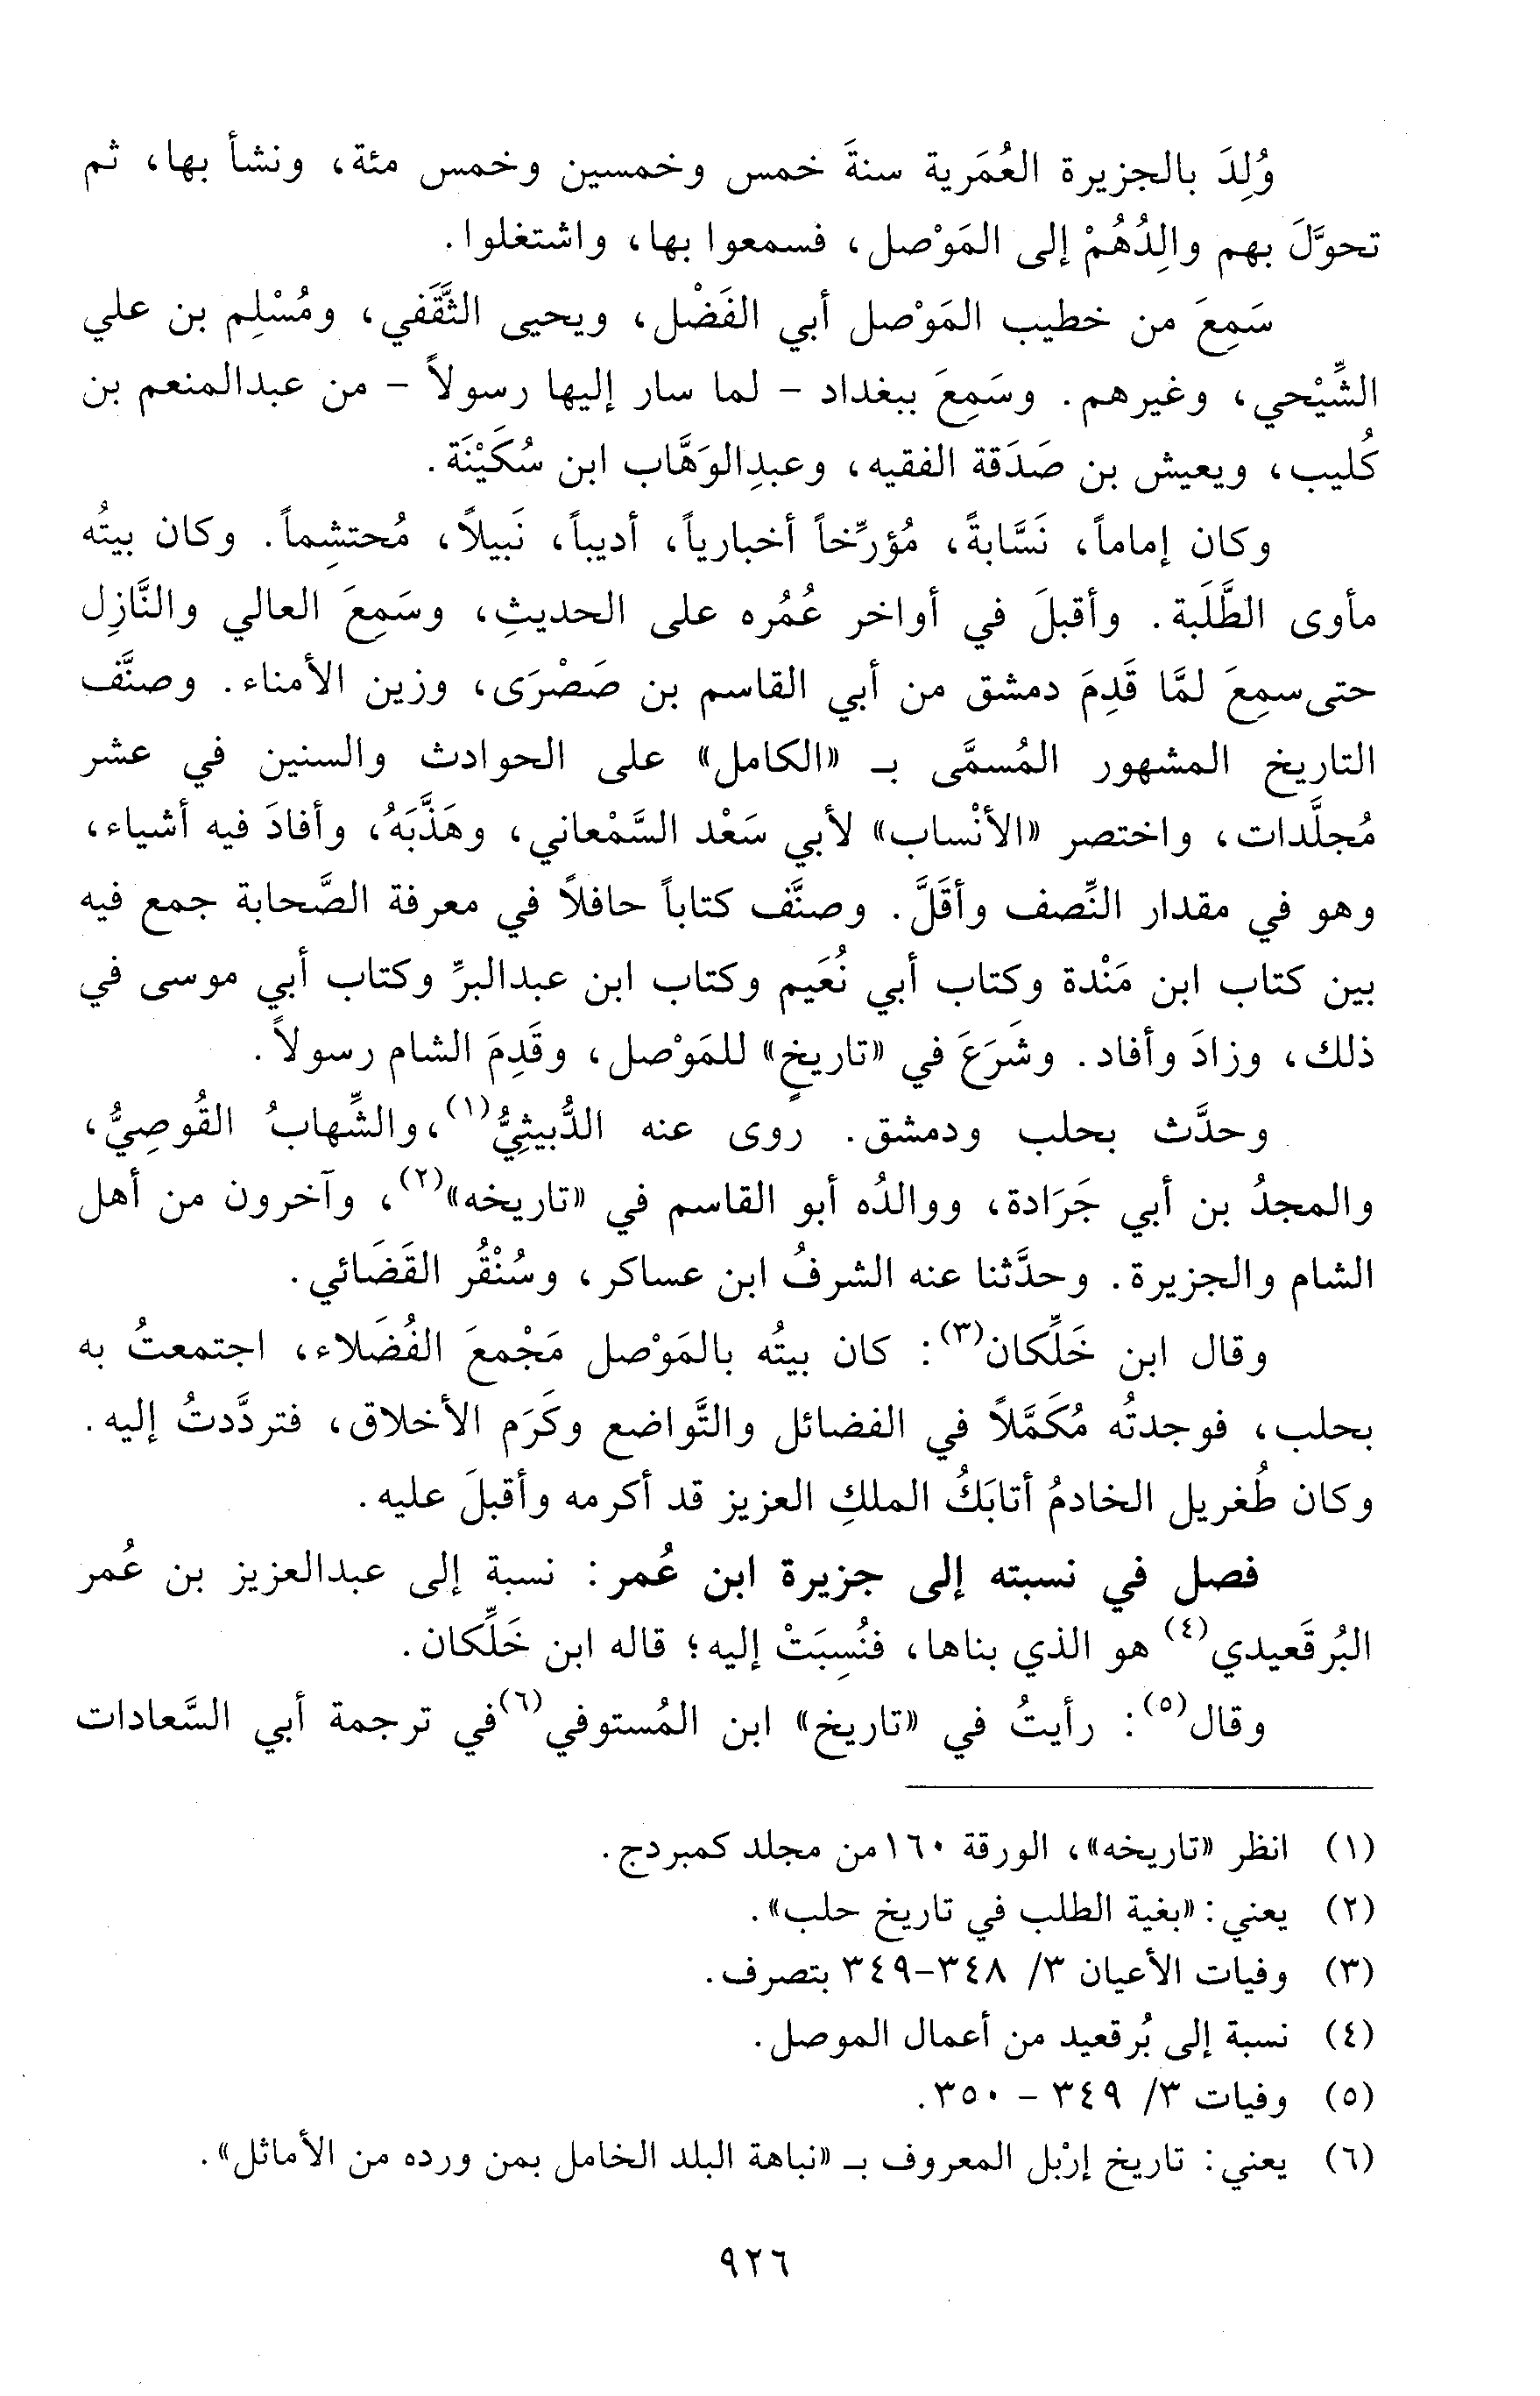 وُلِدَ بالجزيرة العُمَرية سنةَ خمس وخمسين وخمس مئة، ونشأ بها، ثم
تحوَّلَ بهم والِدُهُمْ إلى المَوْصل، فسمعوا بها، واشتغلوا.
سَمِعَ من خطيب المَوْصل أبي الفَضْل، ويحيى الثَّقَفي، ومُسْلِم بن علي
الشِّيْحي، وغيرهم. وسَمِعَ ببغداد - لما سار إليها رسولاً - من عبدالمنعم بن
كُليب، ويعيش بن صَدَقة الفقيه، وعبدِالوَهَّاب ابن سُكَيْنَة.
وكان إماماً، نَسَّابةً، مُؤرِّخاً أخبارياً، أديباً، نَبيلاً، مُحتشِماً. وكان بيتُه
مأوى الطَّلَبة. وأقبلَ في أواخر عُمُره على الحديثِ، وسَمِعَ العالي والنَّازِل
حتى سمِعَ لمَّا قَدِمَ دمشق من أبي القاسم بن صَصْرَى، وزين الأمناء. وصنَّف
التاريخ المشهور المُسمَّى بـ «الكامل» على الحوادث والسنين في عشر
مُجلَّدات، واختصر «الأنْساب» لأبي سَعْد السَّمْعاني، وهَذَّبَهُ، وأفادَ فيه أشياء،
وهو في مقدار النِّصف وأقَلَّ. وصنَّف كتاباً حافلاً في معرفة الصَّحابة جمع فيه
بين كتاب ابن مَنْدة وكتاب أبي نُعَيم وكتاب ابن عبدالبرِّ وكتاب أبي موسى في
ذلك، وزادَ وأفاد. وشَرَعَ في «تاريخٍ» للمَوْصل، وقَدِمَ الشام رسولاً.
وحدَّث بحلب ودمشق. روى عنه الدُّبيثِيُّ(١)، والشِّهابُ القُوصِيُّ،
والمجدُ بن أبي جَرَادة، ووالدُه أبو القاسم في «تاريخه»(٢)، وآخرون من أهل
الشام والجزيرة. وحدَّثنا عنه الشرفُ ابن عساكر، وسُنْقُر القَضَائي.
وقال ابن خَلِّكان(٣): كان بيتُه بالمَوْصل مَجْمعَ الفُضَلاء، اجتمعتُ به
بحلب، فوجدتُه مُكَمَّلاً في الفضائل والتَّواضع وكَرَم الأخلاق، فتردَّدتُ إليه.
وكان طُغريل الخادمُ أتابَكُ الملكِ العزيز قد أكرمه وأقبلَ عليه.
فصل في نسبته إلى جزيرة ابن عُمر: نسبة إلى عبدالعزيز بن عُمر
البُرقَعيدي(٤) هو الذي بناها، فنُسِبَتْ إليه؛ قاله ابن خَلِّكان.
وقال(٥): رأيتُ في «تاريخ» ابن المُستوفي(٦) في ترجمة أبي السَّعادات
(١) انظر «تاريخه»، الورقة ١٦٠ من مجلد كمبردج.
(٢) يعني: «بغية الطلب في تاريخ حلب».
(٣) وفيات الأعيان ٣/ ٣٤٨-٣٤٩ بتصرف.
(٤) نسبة إلى بُرقعيد من أعمال الموصل.
(٥) وفيات ٣/ ٣٤٩ - ٣٥٠.
(٦) يعني: تاريخ إرْبل المعروف بـ «نباهة البلد الخامل بمن ورده من الأماثل».
٩٢٦